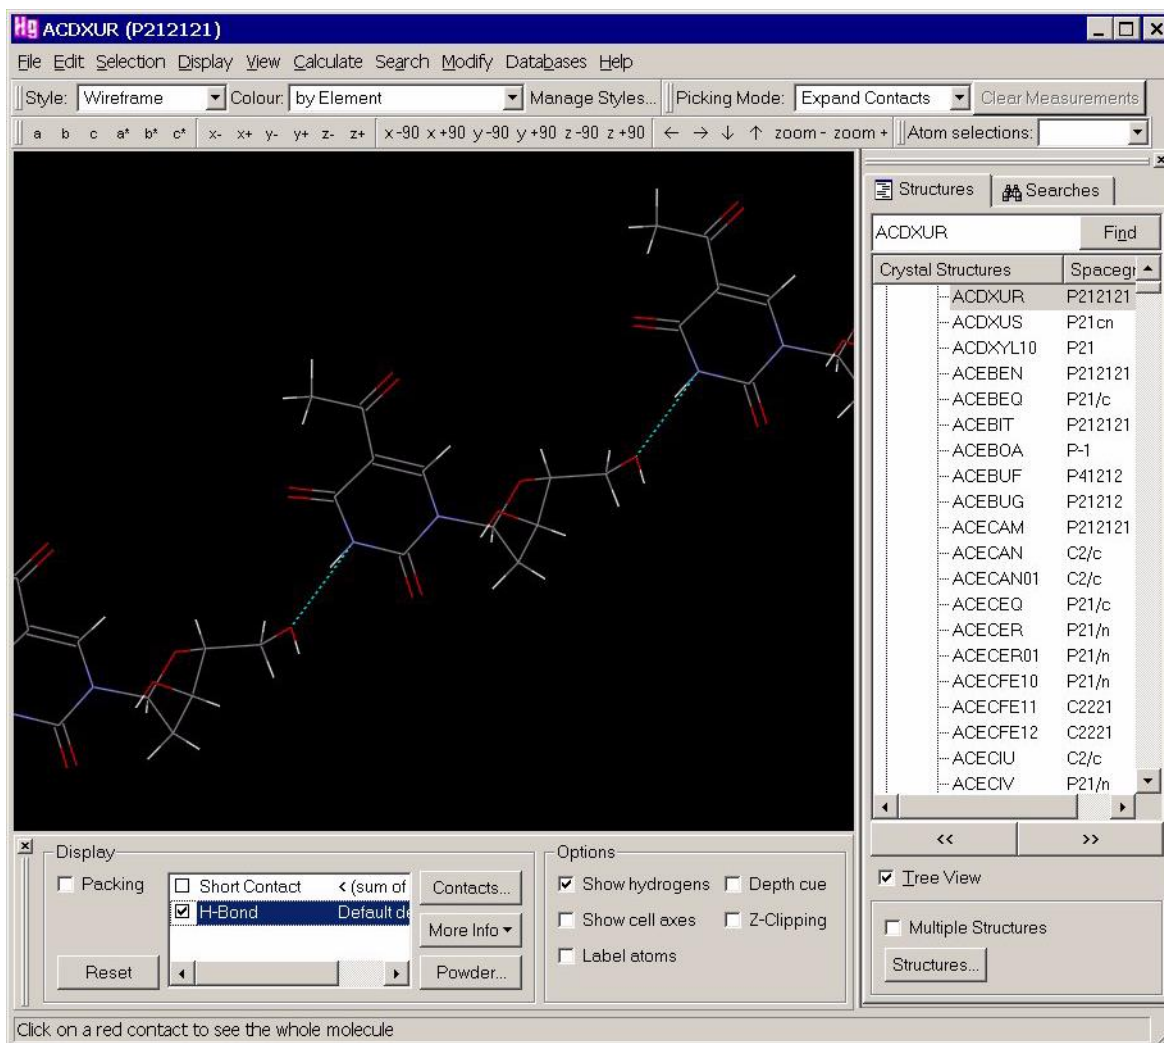 Hg ACDXUR (P212121)
File Edit Selection Display View Calculate Search Modify Databases Help
Style: Wireframe Colour: by Element Manage Styles... Picking Mode: Expand Contacts Clear Measurements
a b c a* b* c* x- x+ y- y+ z- z+ x-90 x+90 y-90 y+90 z-90 z+90 ← → ↓ ↑ zoom- zoom+ Atom selections:
Structures Searches
ACDXUR Find
Crystal Structures Spacegr
ACDXUR P212121
ACDXUS P21cn
ACDXYL10 P21
ACEBEN P212121
ACEBEQ P21/c
ACEBIT P212121
ACEBOA P-1
ACEBUF P41212
ACEBUG P21212
ACECAM P212121
ACECAN C2/c
ACECAN01 C2/c
ACECEQ P21/c
ACECER P21/n
ACECER01 P21/n
ACECFE10 P21/n
ACECFE11 C2221
ACECFE12 C2221
ACECIU C2/c
ACECIV P21/n
<< >>
Tree View
Multiple Structures
Structures...
Display
Packing
Short Contact < (sum of
H-Bond Default de
Reset
Contacts...
More Info
Powder...
Options
Show hydrogens Depth cue
Show cell axes Z-Clipping
Label atoms
Click on a red contact to see the whole molecule